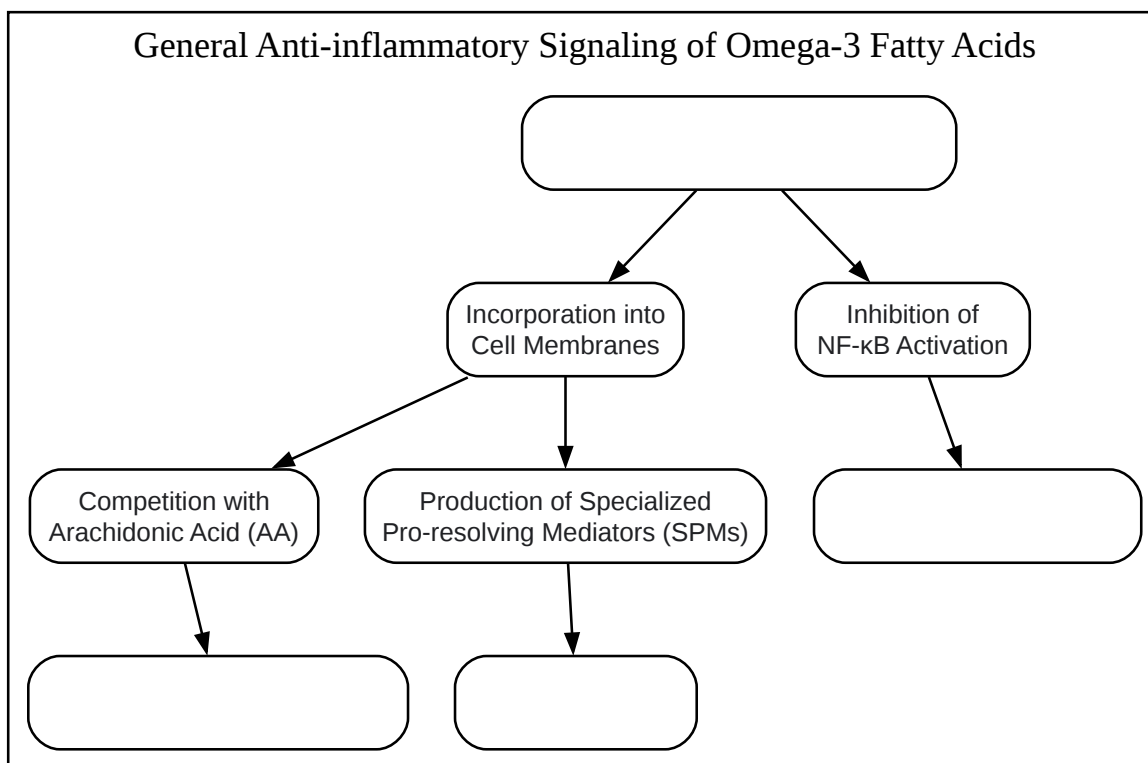 General Anti-inflammatory Signaling of Omega-3 Fatty Acids
Incorporation into
Cell Membranes
Inhibition of
NF-κB Activation
Competition with
Arachidonic Acid (AA)
Production of Specialized
Pro-resolving Mediators (SPMs)